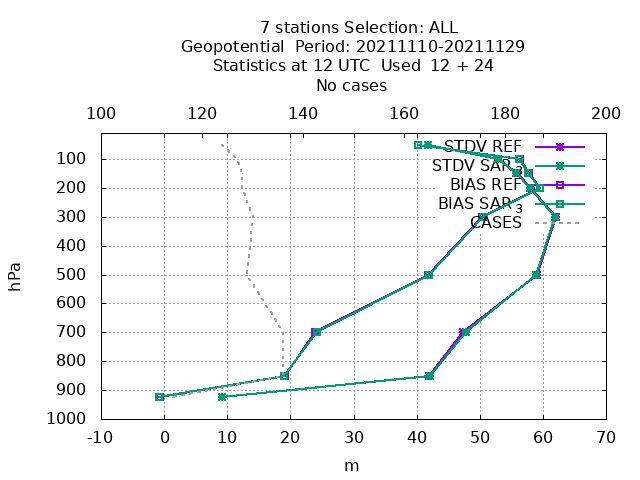 7 stations Selection: ALL
Geopotential  Period: 20211110-20211129
Statistics at 12 UTC  Used  12 + 24
No cases
100 120 140 160 180 200
STDV REF
STDV SAR_3
BIAS REF
BIAS SAR_3
CASES
100
200
300
400
500
600
700
800
900
1000
hPa
-10 0 10 20 30 40 50 60 70
m